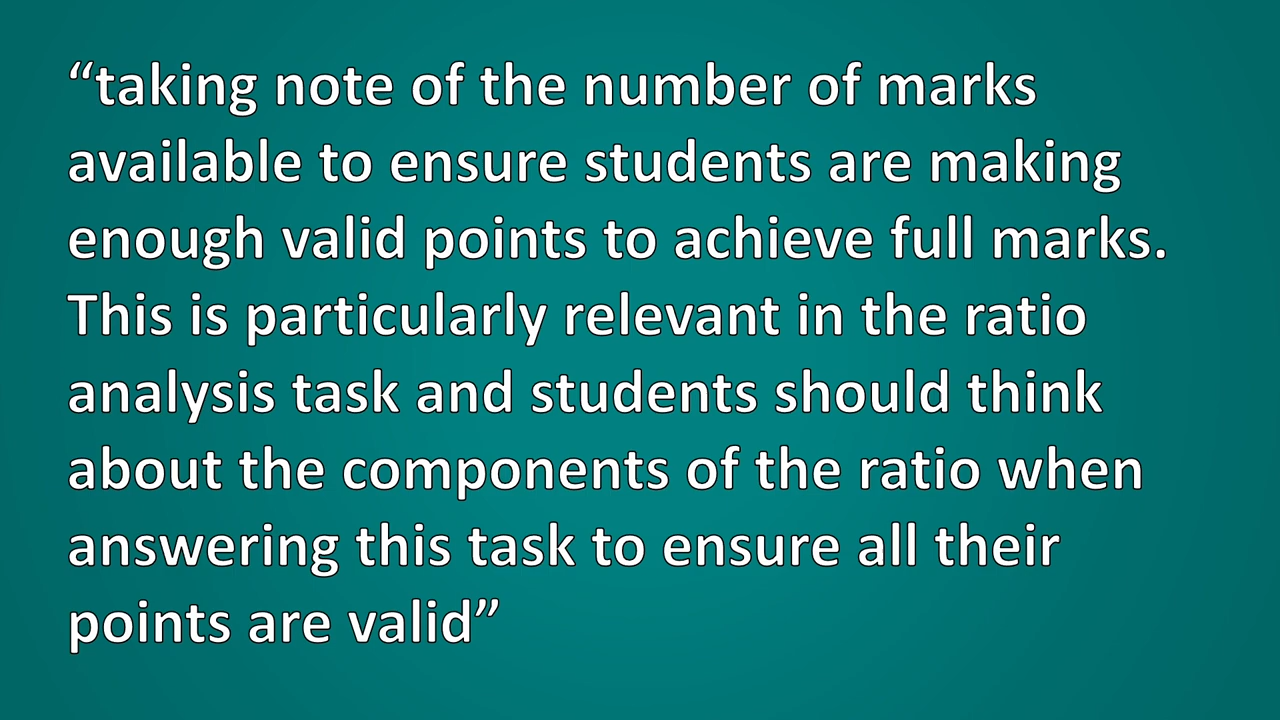 “taking note of the number of marks
available to ensure students are making
enough valid points to achieve full marks.
This is particularly relevant in the ratio
analysis task and students should think
about the components of the ratio when
answering this task to ensure all their
points are valid”